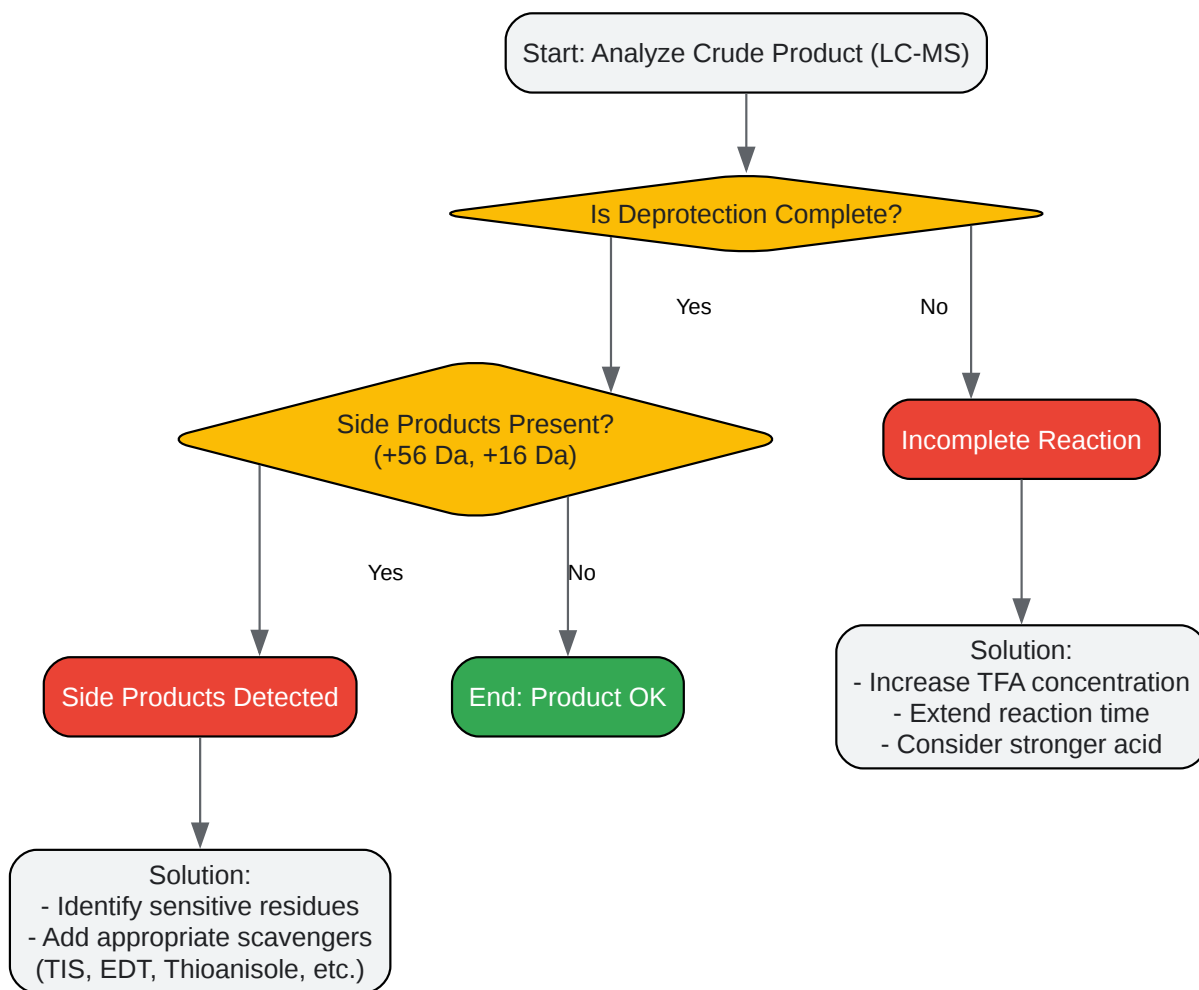 Start: Analyze Crude Product (LC-MS)
Is Deprotection Complete?
Yes
No
Side Products Present?
(+56 Da, +16 Da)
Incomplete Reaction
Yes
No
Side Products Detected
End: Product OK
Solution:
- Increase TFA concentration
- Extend reaction time
- Consider stronger acid
Solution:
- Identify sensitive residues
- Add appropriate scavengers
(TIS, EDT, Thioanisole, etc.)